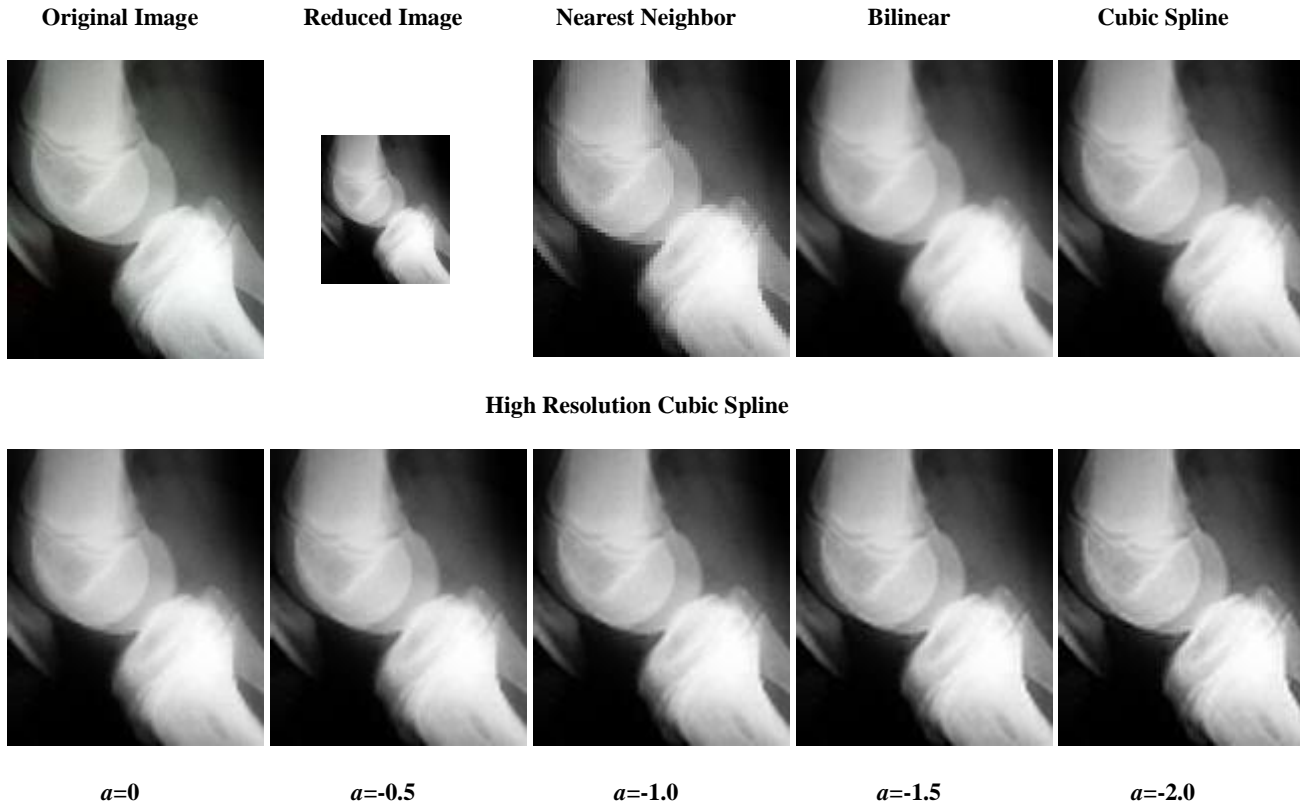 Original Image Reduced Image Nearest Neighbor Bilinear Cubic Spline
High Resolution Cubic Spline
a=0 a=-0.5 a=-1.0 a=-1.5 a=-2.0